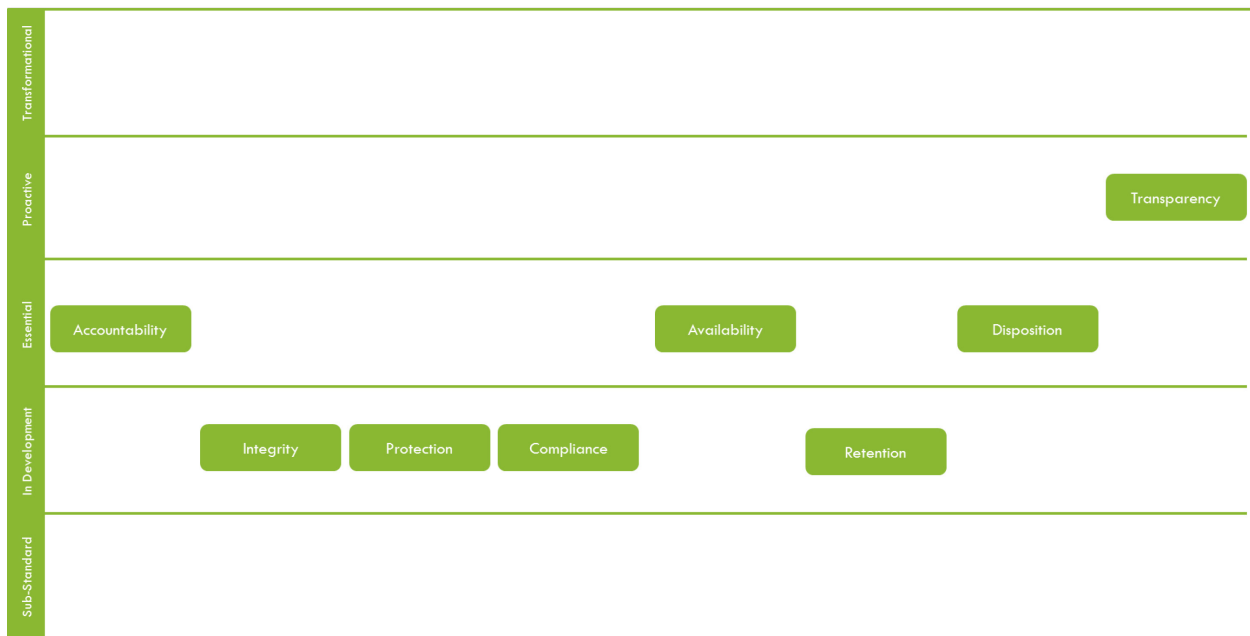 Transformational
Proactive
Transparency
Essential
Accountability
Availability
Disposition
In Development
Integrity
Protection
Compliance
Retention
Sub-Standard